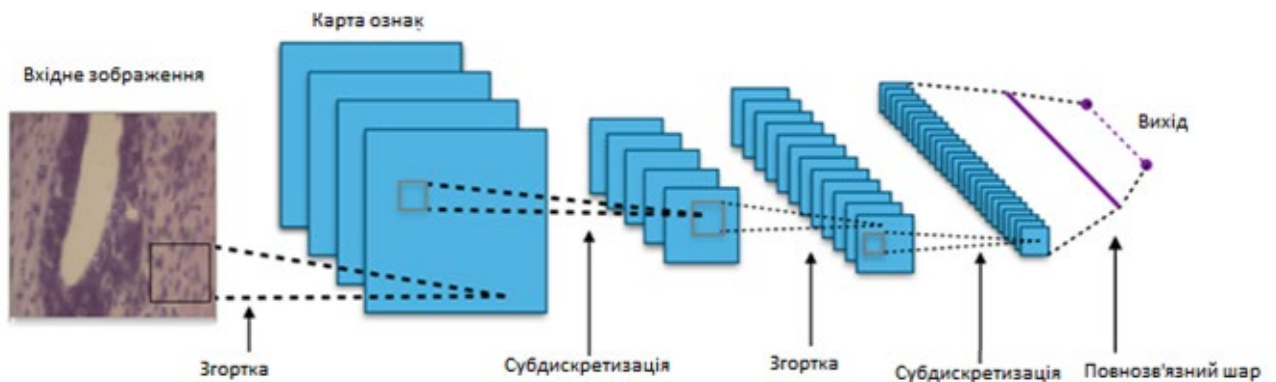 Карта ознак
Вхідне зображення
Вихід
Згортка
Субдискретизація
Згортка
Субдискретизація
Повнозв'язний шар